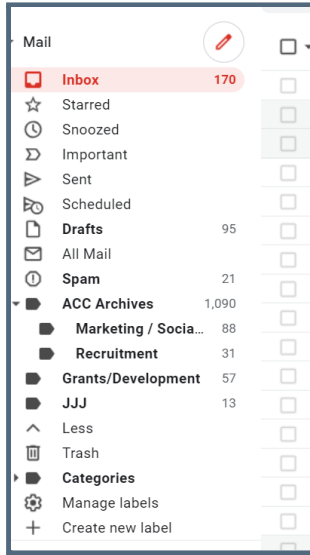 Mail
Inbox 170
Starred
Snoozed
Important
Sent
Scheduled
Drafts 95
All Mail
Spam 21
ACC Archives 1,090
Marketing / Socia... 88
Recruitment 31
Grants/Development 57
JJJ 13
Less
Trash
Categories
Manage labels
Create new label